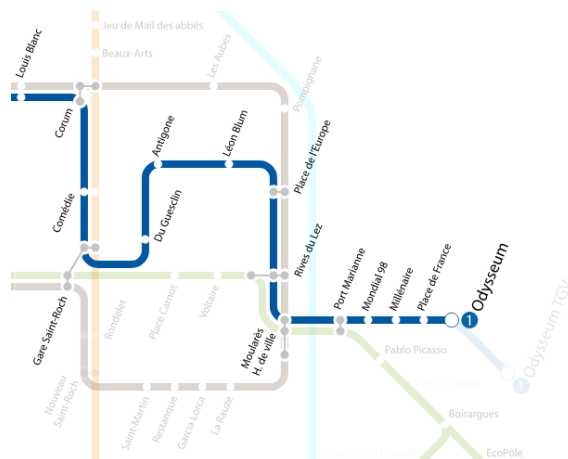 Jeu de Mail des abbés
Beaux-Arts
Louis Blanc
Les Aubes
Pompignane
Corum
Antigone
Léon Blum
Place de l'Europe
Comédie
Du Guesclin
Rives du Lez
Gare Saint-Roch
Rondelet
Place Carnot
Voltaire
Port Marianne
Mondial 98
Millénaire
Place de France
Odysseum
1
Odysseum TGV
1
Moularès
H. de ville
Pablo Picasso
Nouveau
Saint-Roch
Saint-Martin
Restanque
Garcia Lorca
La Rauze
Boirargues
EcoPôle